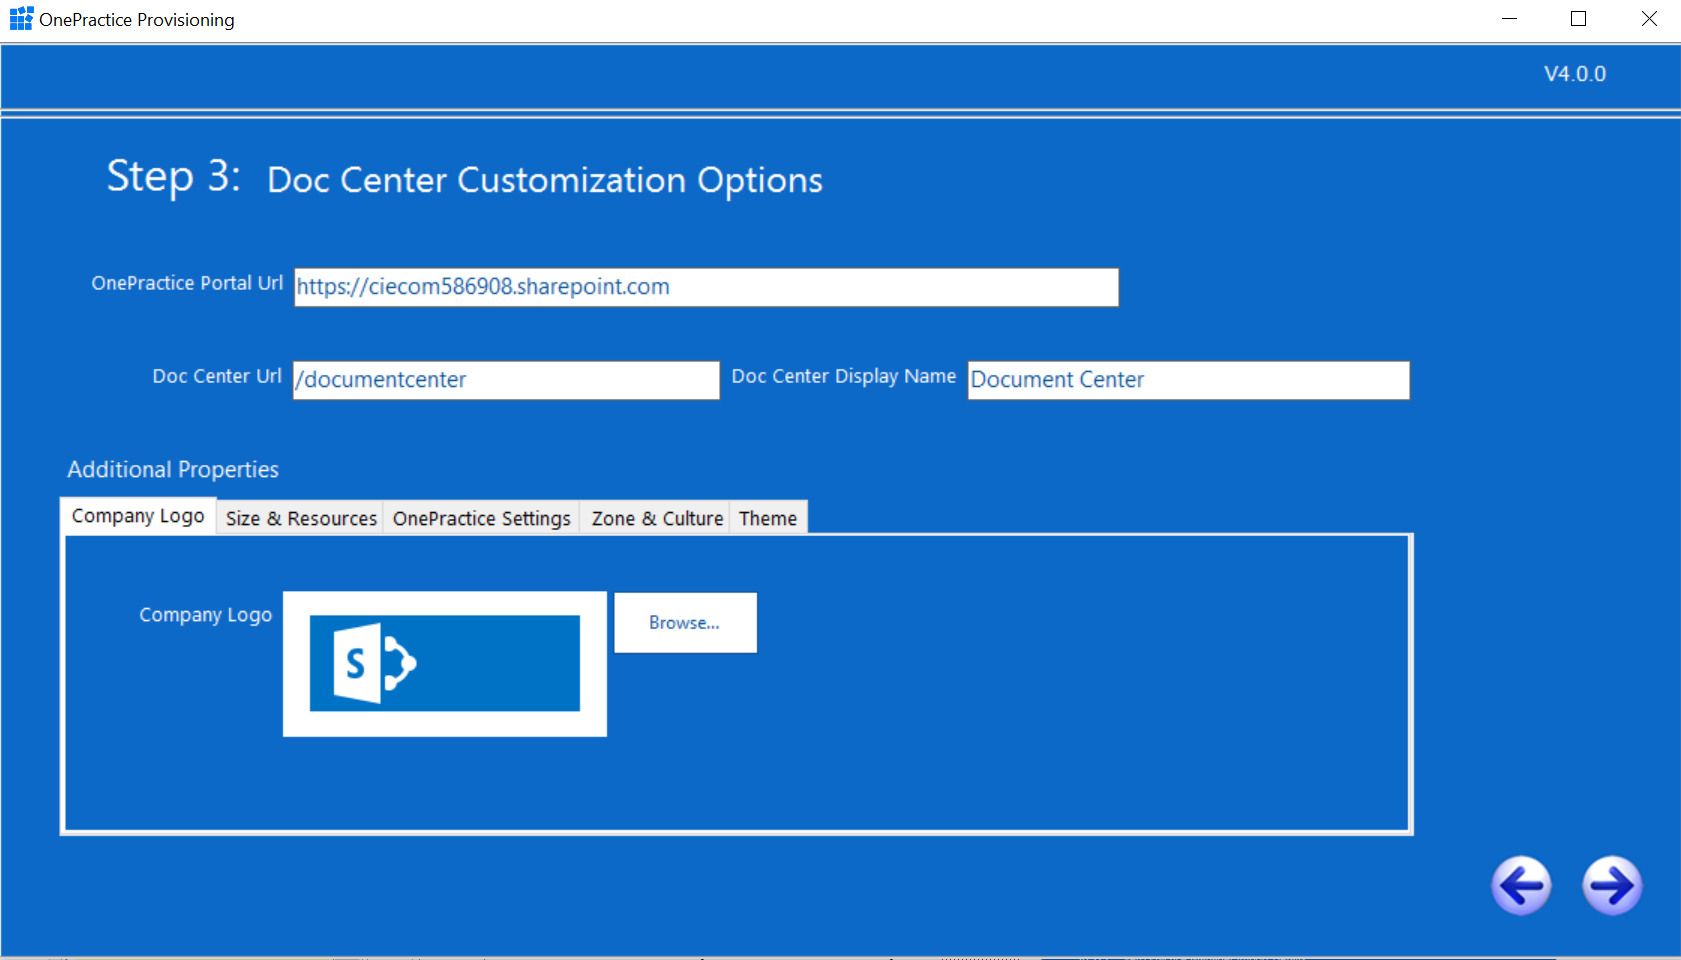 OnePractice Provisioning
V4.0.0
Step 3: Doc Center Customization Options
OnePractice Portal Url https://ciecom586908.sharepoint.com
Doc Center Url /documentcenter Doc Center Display Name Document Center
Additional Properties
Company Logo Size & Resources OnePractice Settings Zone & Culture Theme
Company Logo S Browse...